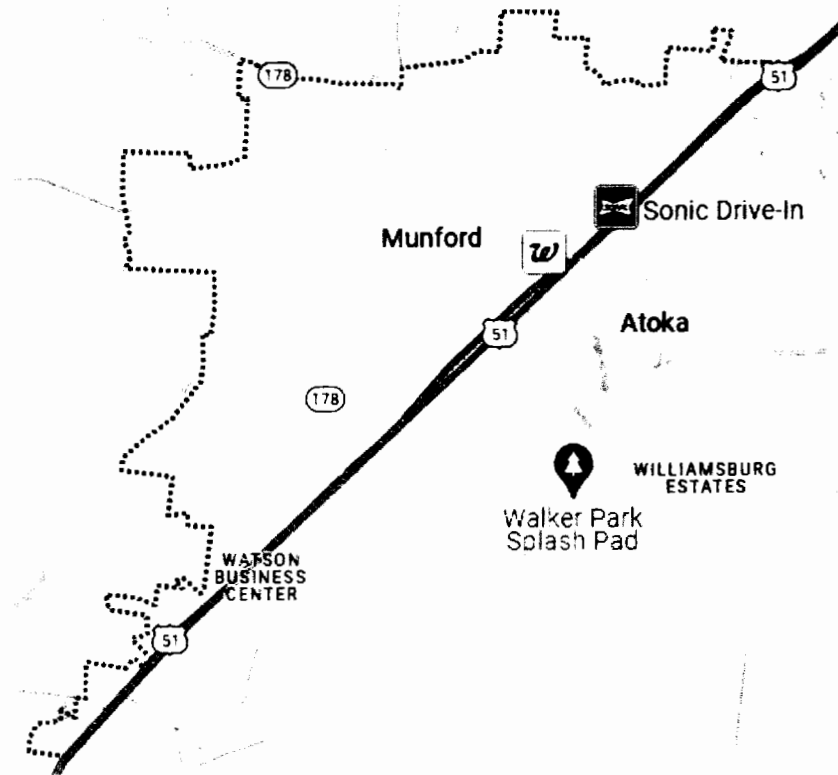 178
51
Sonic Drive-In
Munford
W
Atoka
51
178
WILLIAMSBURG
ESTATES
Walker Park
Splash Pad
WATSON
BUSINESS
CENTER
51